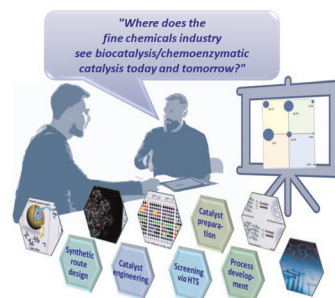 "Where does the
fine chemicals industry
see biocatalysis/chemoenzymatic
catalysis today and tomorrow?"
Catalyst
prepara-
tion
Synthetic
route
design
Catalyst
engineering
Screening
via HTS
Process
develop-
ment